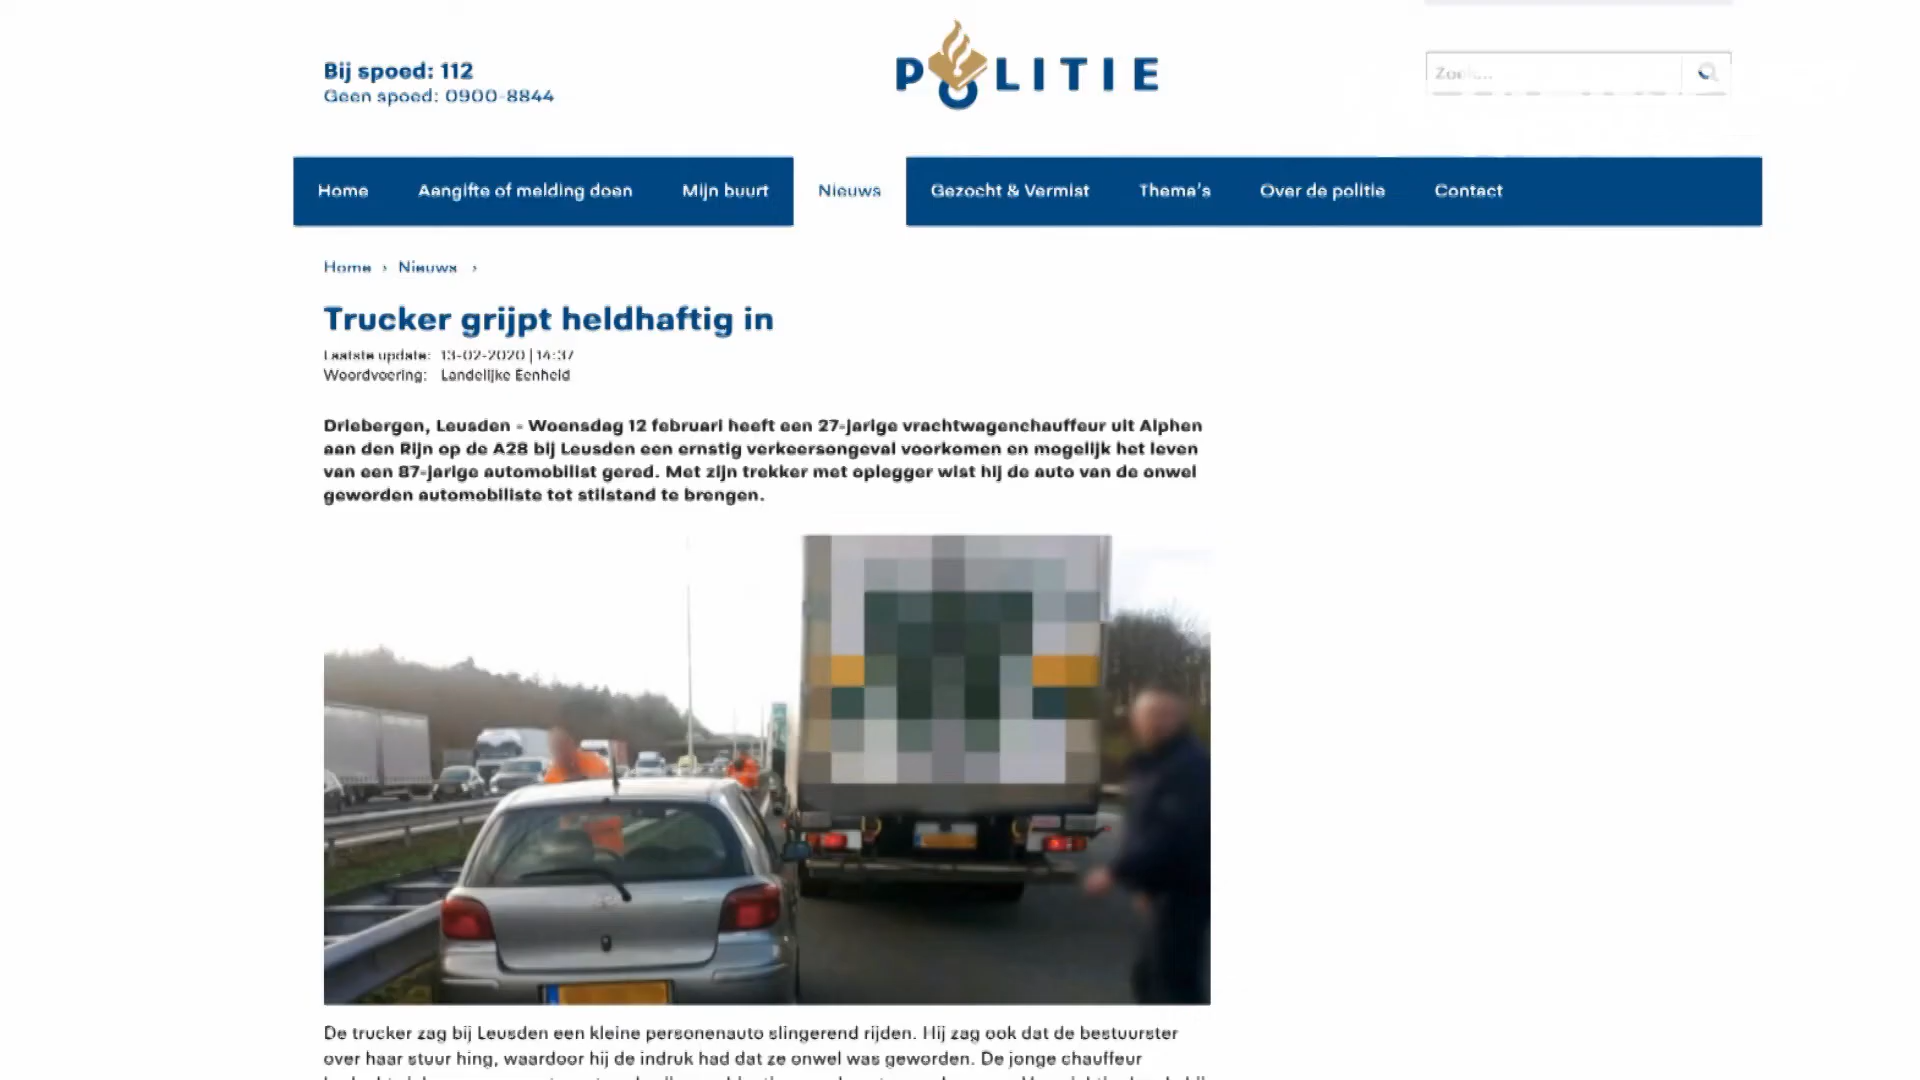 Bij spoed: 112
Geen spoed: 0900-8844
POLITIE
Zoek...
Home Aangifte of melding doen Mijn buurt Nieuws Gezocht & Vermist Thema's Over de politie Contact
Home › Nieuws ›
Trucker grijpt heldhaftig in
Laatste update: 13-02-2020 | 14:37
Woordvoering: Landelijke Eenheid
Driebergen, Leusden - Woensdag 12 februari heeft een 27-jarige vrachtwagenchauffeur uit Alphen
aan den Rijn op de A28 bij Leusden een ernstig verkeersongeval voorkomen en mogelijk het leven
van een 87-jarige automobilist gered. Met zijn trekker met oplegger wist hij de auto van de onwel
geworden automobiliste tot stilstand te brengen.
De trucker zag bij Leusden een kleine personenauto slingerend rijden. Hij zag ook dat de bestuurster
over haar stuur hing, waardoor hij de indruk had dat ze onwel was geworden. De jonge chauffeur